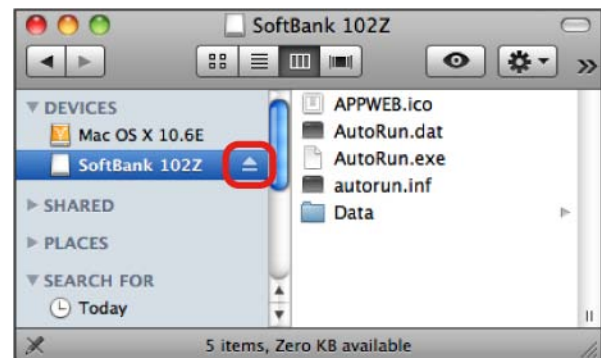 SoftBank 102Z
DEVICES
Mac OS X 10.6E
SoftBank 102Z
SHARED
PLACES
SEARCH FOR
Today
APPWEB.ico
AutoRun.dat
AutoRun.exe
autorun.inf
Data
5 items, Zero KB available